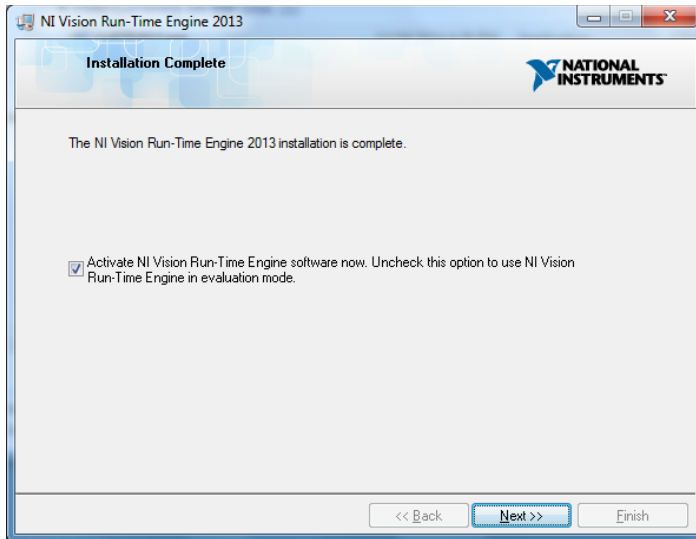 NI Vision Run-Time Engine 2013
Installation Complete
NATIONAL
INSTRUMENTS
The NI Vision Run-Time Engine 2013 installation is complete.
Activate NI Vision Run-Time Engine software now. Uncheck this option to use NI Vision
Run-Time Engine in evaluation mode.
<< Back
Next >>
Finish